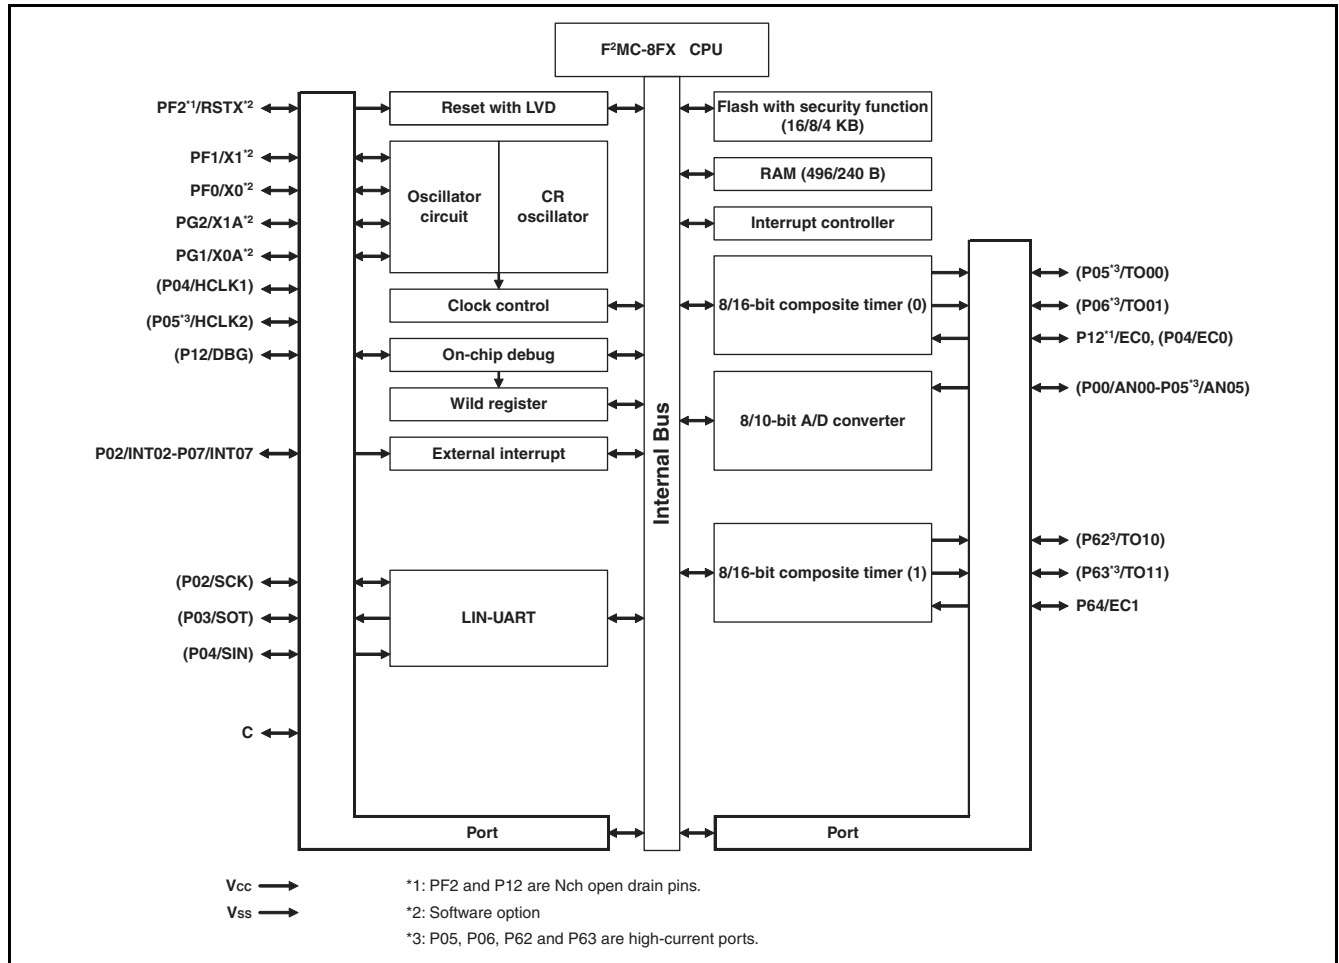 F²MC-8FX CPU
PF2*1/RSTX*2
PF1/X1*2
PF0/X0*2
PG2/X1A*2
PG1/X0A*2
(P04/HCLK1)
(P05*3/HCLK2)
(P12/DBG)
P02/INT02-P07/INT07
(P02/SCK)
(P03/SOT)
(P04/SIN)
C
Reset with LVD
Oscillator
circuit
CR
oscillator
Clock control
On-chip debug
Wild register
External interrupt
LIN-UART
Port
Internal Bus
Flash with security function
(16/8/4 KB)
RAM (496/240 B)
Interrupt controller
8/16-bit composite timer (0)
8/10-bit A/D converter
8/16-bit composite timer (1)
Port
(P05*3/TO00)
(P06*3/TO01)
P12*1/EC0, (P04/EC0)
(P00/AN00-P05*3/AN05)
(P623/TO10)
(P63*3/TO11)
P64/EC1
Vcc
Vss
*1: PF2 and P12 are Nch open drain pins.
*2: Software option
*3: P05, P06, P62 and P63 are high-current ports.